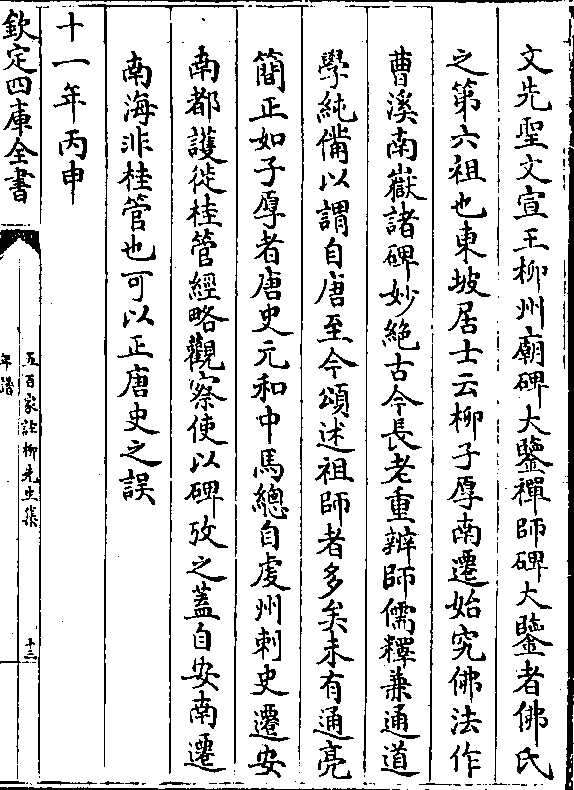 文先聖文宣王柳州廟碑大鑒禪師碑大鑒者佛氏
之第六祖也東坡居士云柳子厚南遷始究佛法作
曹溪南嶽諸碑妙絶古今長老重辨師儒釋兼通道
學純備以謂自唐至今頌述祖師者多矣未有通亮
簡正如子厚者唐史元和中馬總自䖍州刺史遷安
南都護徙桂管經略觀察使以碑攷之蓋自安南遷
南海非桂管也可以正唐史之誤
十一年丙申
欽定四庫全書
五百家註柳先生集
年譜
十三